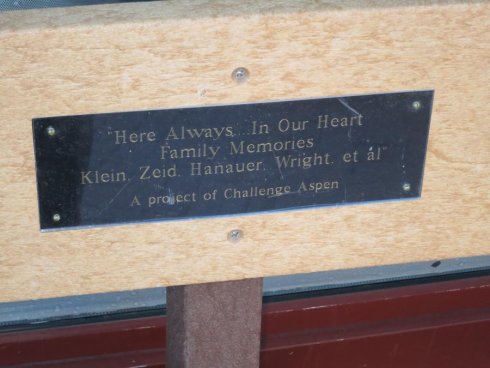 "Here Always...In Our Heart
Family Memories
Klein, Zeid, Hanauer, Wright, et al"
A project of Challenge Aspen